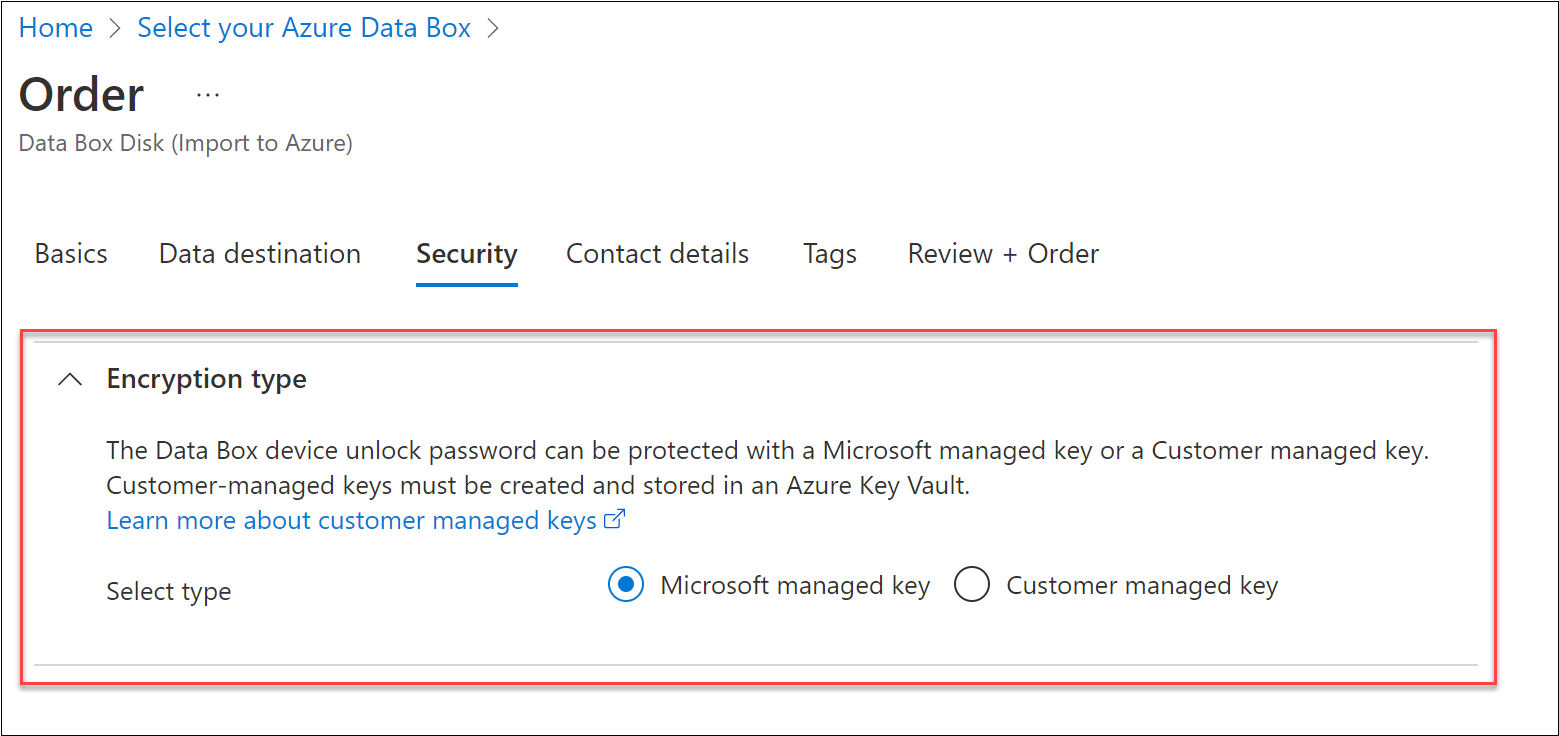 Home > Select your Azure Data Box >
Order ...
Data Box Disk (Import to Azure)
Basics Data destination Security Contact details Tags Review + Order
Encryption type
The Data Box device unlock password can be protected with a Microsoft managed key or a Customer managed key.
Customer-managed keys must be created and stored in an Azure Key Vault.
Learn more about customer managed keys
Select type Microsoft managed key Customer managed key